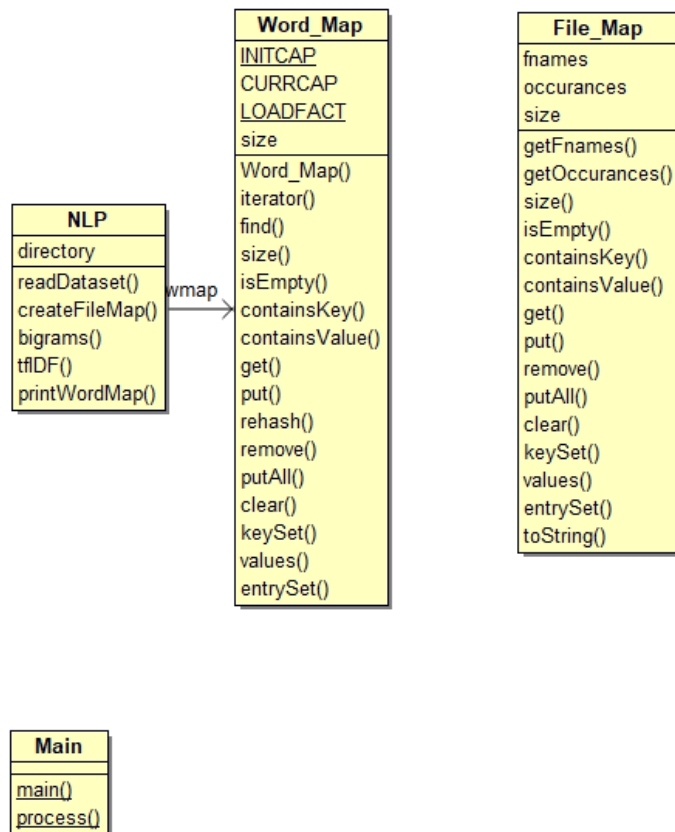 NLP
directory
readDataset()
createFileMap()
bigrams()
tfIDF()
printWordMap()
wmap
Word_Map
INITCAP
CURRCAP
LOADFACT
size
Word_Map()
iterator()
find()
size()
isEmpty()
containsKey()
containsValue()
get()
put()
rehash()
remove()
putAll()
clear()
keySet()
values()
entrySet()
File_Map
fnames
occurances
size
getFnames()
getOccurances()
size()
isEmpty()
containsKey()
containsValue()
get()
put()
remove()
putAll()
clear()
keySet()
values()
entrySet()
toString()
Main
main()
process()